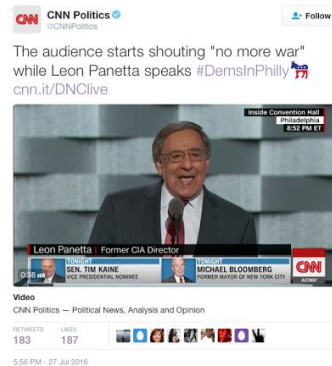 CNN Politics
@CNNPolitics
Follow
The audience starts shouting "no more war"
while Leon Panetta speaks #DemsInPhilly
cnn.it/DNClive
Inside Convention Hall
Philadelphia
8:52 PM ET
Leon Panetta | Former CIA Director
TONIGHT
SEN. TIM KAINE
VICE PRESIDENTIAL NOMINEE
TONIGHT
MICHAEL BLOOMBERG
FORMER MAYOR OF NEW YORK CITY
CNN
0:38
Video
CNN Politics — Political News, Analysis and Opinion
RETWEETS
183
LIKES
187
5:56 PM - 27 Jul 2016